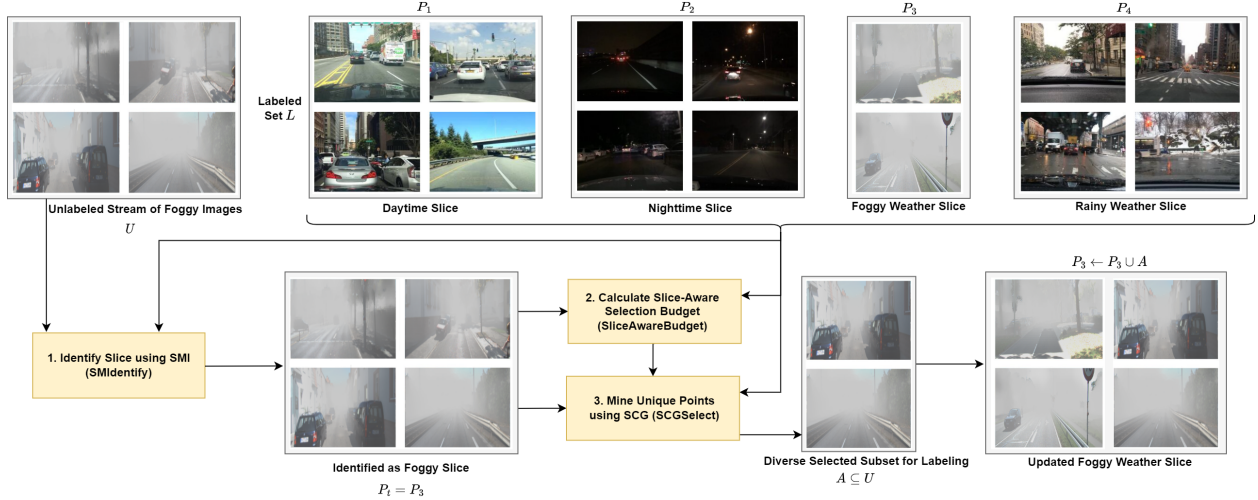 P₁
P₂
P₃
P₄
Labeled
Set L
Unlabeled Stream of Foggy Images
U
Daytime Slice
Nighttime Slice
Foggy Weather Slice
Rainy Weather Slice
1. Identify Slice using SMI
(SMIdentify)
2. Calculate Slice-Aware
Selection Budget
(SliceAwareBudget)
3. Mine Unique Points
using SCG (SCGSelect)
Identified as Foggy Slice
Pₜ = P₃
Diverse Selected Subset for Labeling
A ⊆ U
P₃ ← P₃ ∪ A
Updated Foggy Weather Slice